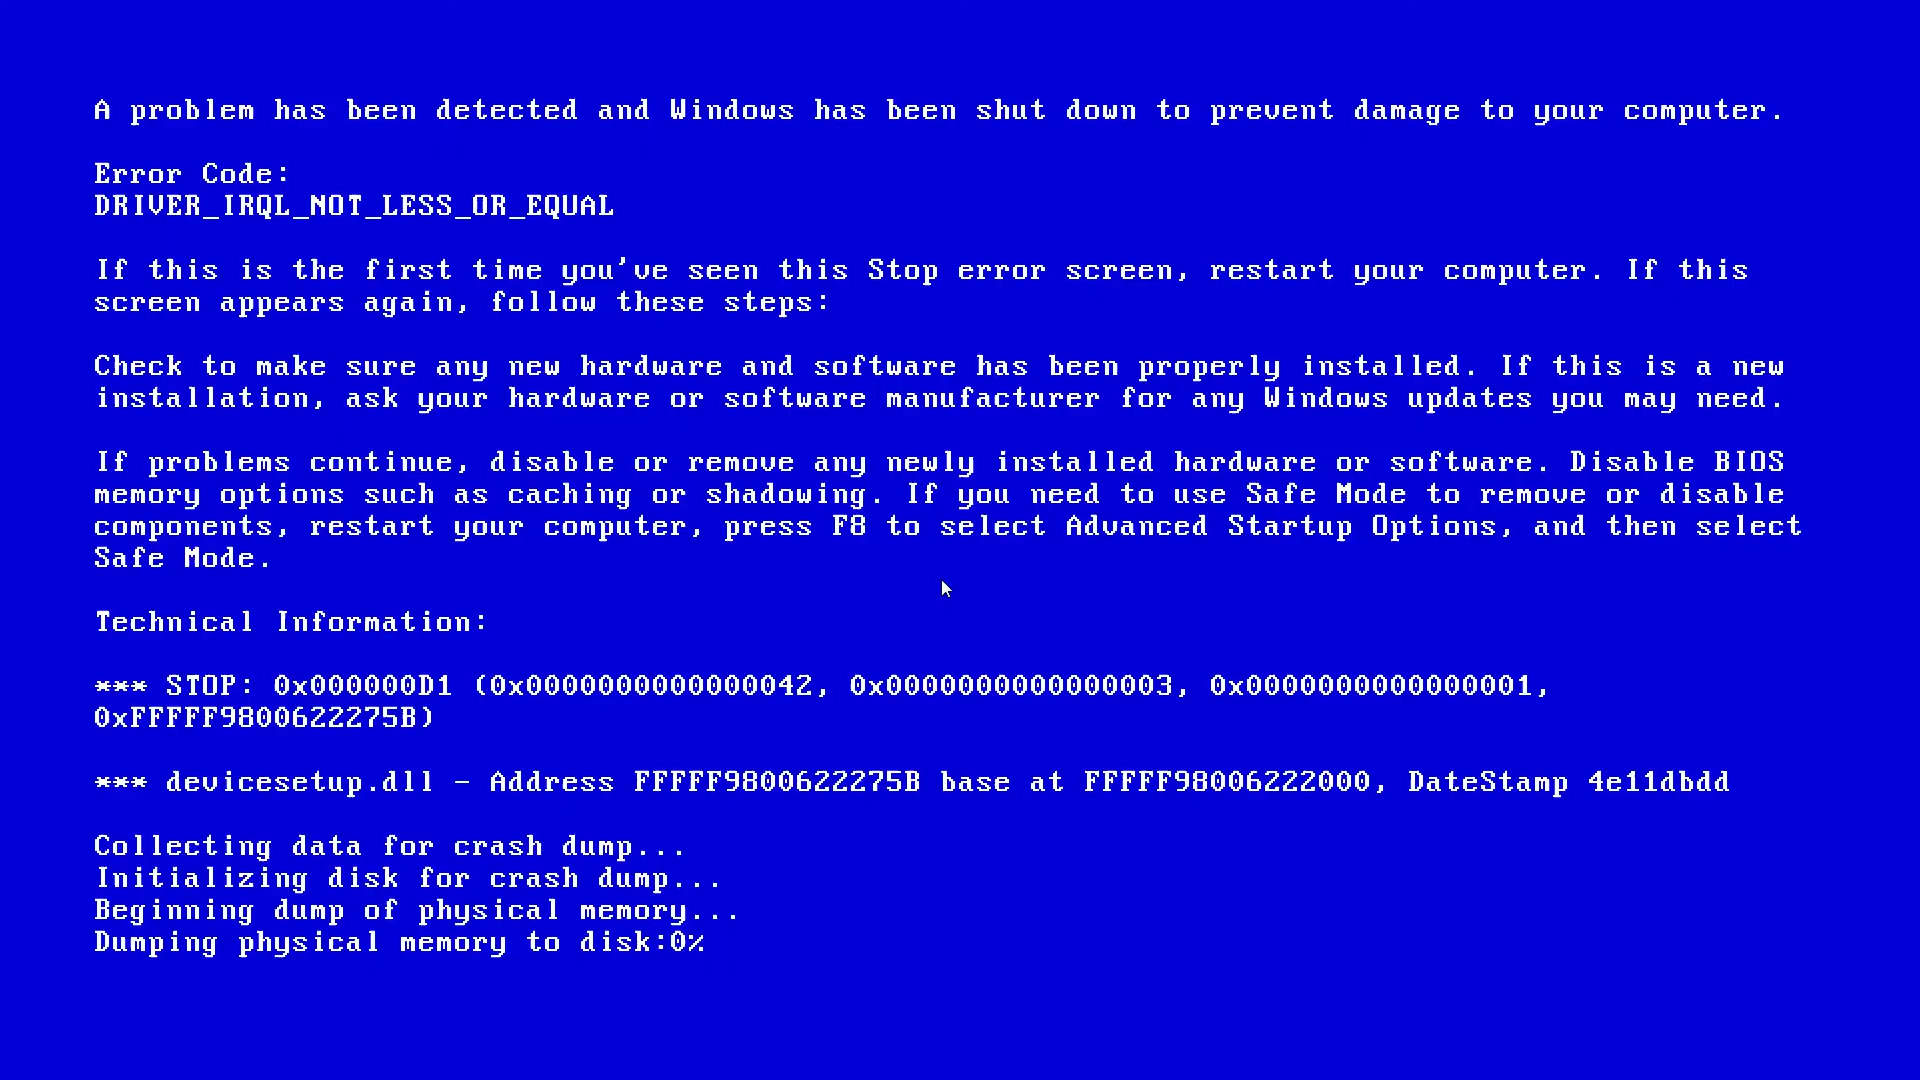 A problem has been detected and Windows has been shut down to prevent damage to your computer.
Error Code:
DRIVER_IRQL_NOT_LESS_OR_EQUAL
If this is the first time you've seen this Stop error screen, restart your computer. If this
screen appears again, follow these steps:
Check to make sure any new hardware and software has been properly installed. If this is a new
installation, ask your hardware or software manufacturer for any Windows updates you may need.
If problems continue, disable or remove any newly installed hardware or software. Disable BIOS
memory options such as caching or shadowing. If you need to use Safe Mode to remove or disable
components, restart your computer, press F8 to select Advanced Startup Options, and then select
Safe Mode.
Technical Information:
*** STOP: 0x000000D1 (0x0000000000000042, 0x0000000000000003, 0x0000000000000001,
0xFFFFF9800622275B)
*** devicesetup.dll - Address FFFFF9800622275B base at FFFFF98006222000, DateStamp 4e11dbdd
Collecting data for crash dump...
Initializing disk for crash dump...
Beginning dump of physical memory...
Dumping physical memory to disk:0%